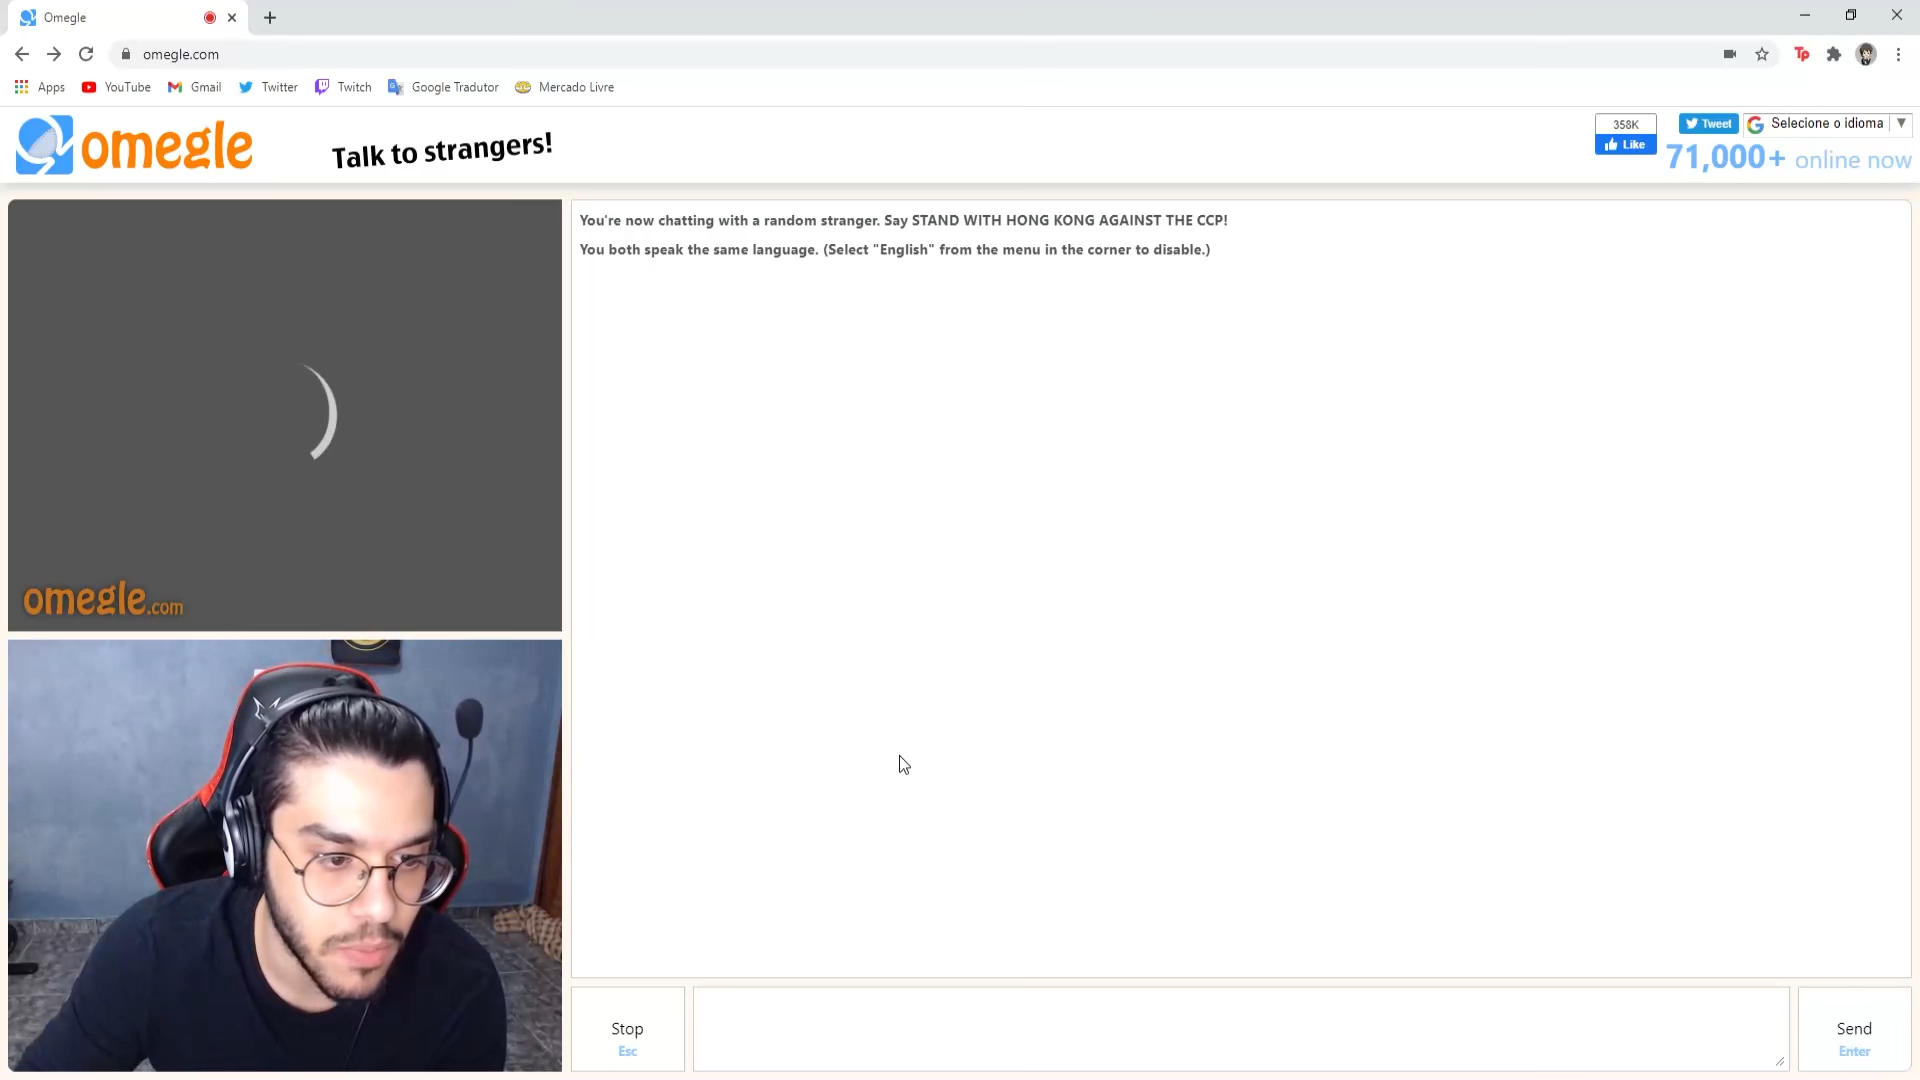 Omegle
omegle.com
Apps
YouTube
Gmail
Twitter
Twitch
Google Tradutor
Mercado Livre
Tp
omegle
Talk to strangers!
358K
Like
Tweet
Selecione o idioma
71,000+ online now
You're now chatting with a random stranger. Say STAND WITH HONG KONG AGAINST THE CCP!
You both speak the same language. (Select "English" from the menu in the corner to disable.)
omegle.com
Stop
Esc
Send
Enter